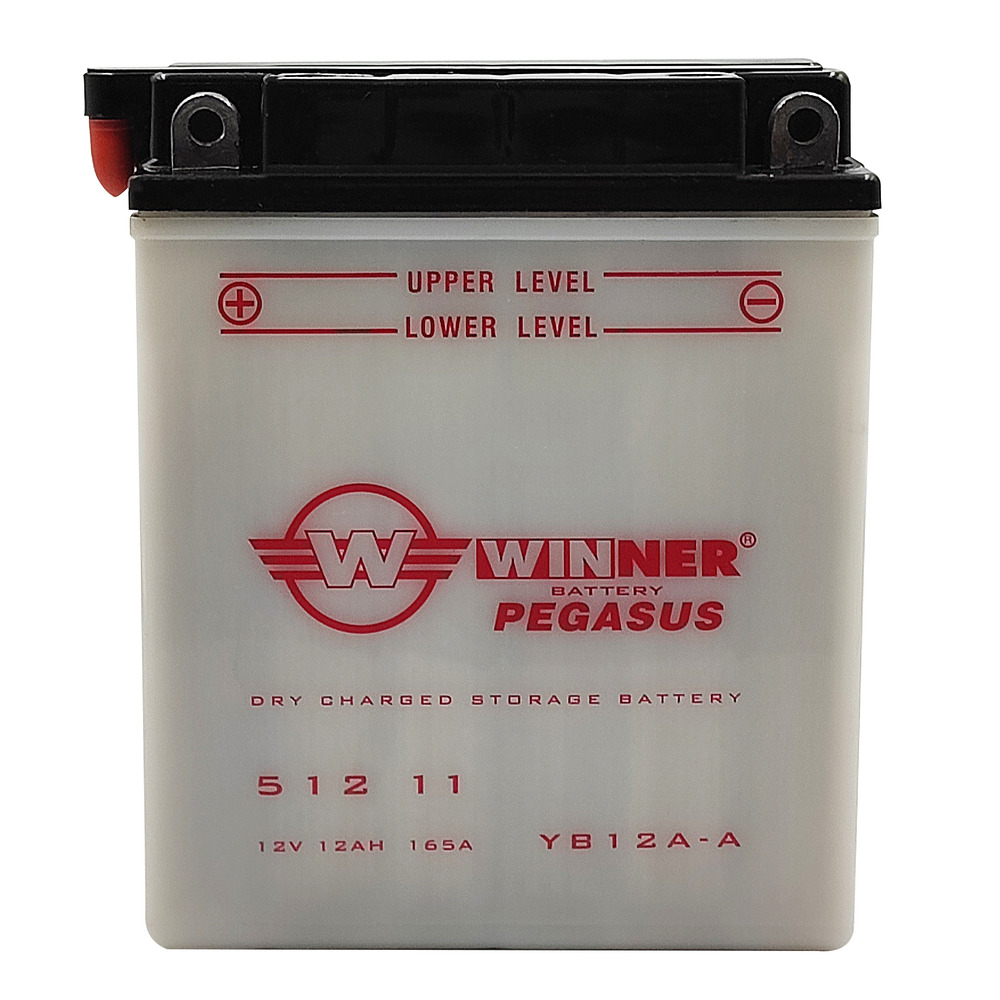 UPPER LEVEL
+ −
LOWER LEVEL
W WINNER®
BATTERY
PEGASUS
DRY CHARGED STORAGE BATTERY
512 11
12V 12AH 165A YB12A-A